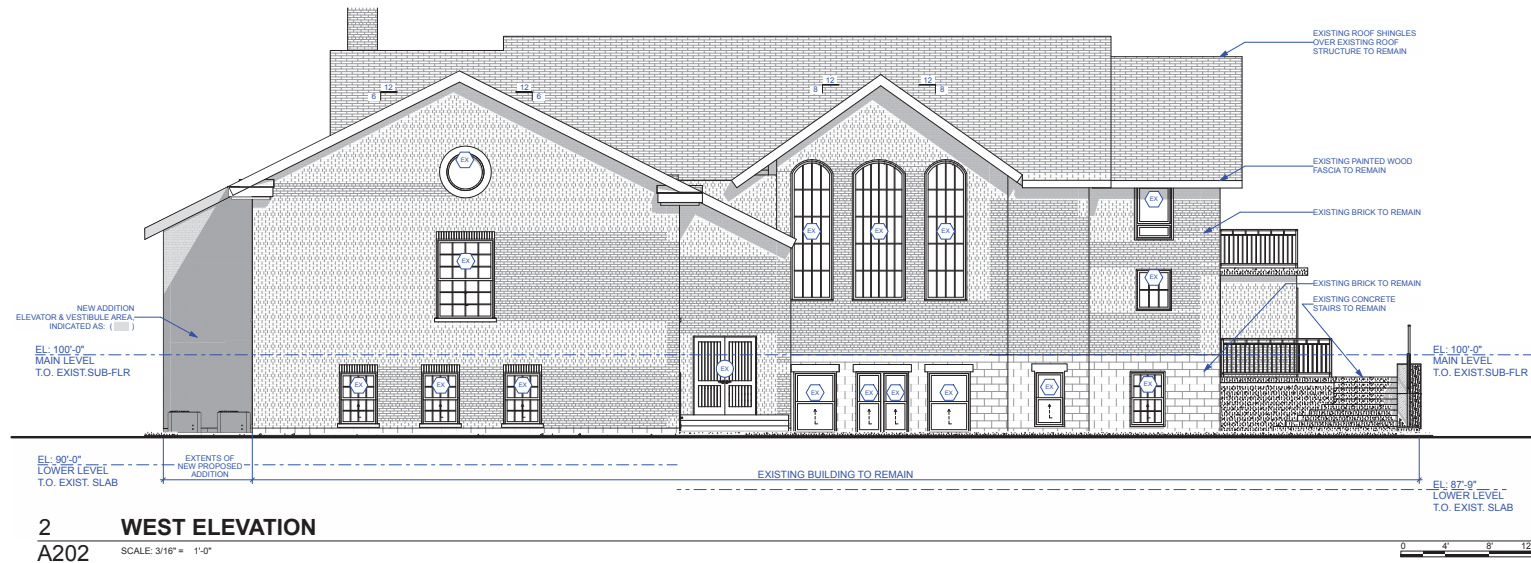 EXISTING ROOF SHINGLES
OVER EXISTING ROOF
STRUCTURE TO REMAIN
12
6
12
6
12
8
12
8
EX
EXISTING PAINTED WOOD
FASCIA TO REMAIN
EX
EXISTING BRICK TO REMAIN
EX
EX
EX
EX
EX
EXISTING BRICK TO REMAIN
EXISTING CONCRETE
STAIRS TO REMAIN
NEW ADDITION
ELEVATOR & VESTIBULE AREA,
INDICATED AS: ( )
EL: 100'-0"
MAIN LEVEL
T.O. EXIST.SUB-FLR
EL: 100'-0"
MAIN LEVEL
T.O. EXIST.SUB-FLR
EX
EX
EX
EX
EX
EX
EX
EX
EX
EX
EL: 90'-0"
LOWER LEVEL
T.O. EXIST. SLAB
EXTENTS OF
NEW PROPOSED
ADDITION
EXISTING BUILDING TO REMAIN
EL: 87'-9"
LOWER LEVEL
T.O. EXIST. SLAB
2 WEST ELEVATION
A202 SCALE: 3/16" = 1'-0"
0 4' 8' 12'